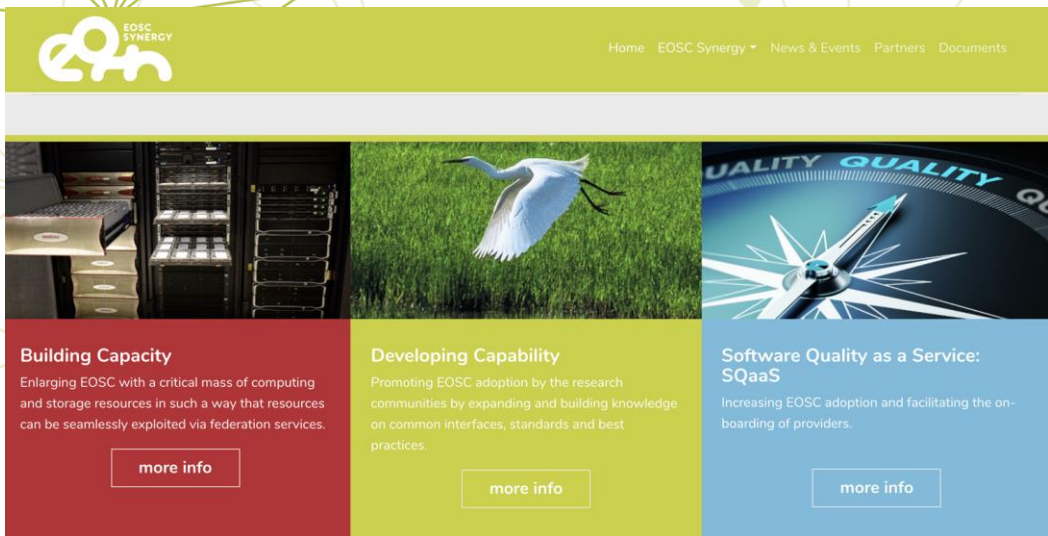 EOSC
SYNERGY
Home EOSC Synergy News & Events Partners Documents
QUALITY QUALITY
Building Capacity
Enlarging EOSC with a critical mass of computing
and storage resources in such a way that resources
can be seamlessly exploited via federation services.
more info
Developing Capability
Promoting EOSC adoption by the research
communities by expanding and building knowledge
on common interfaces, standards and best
practices.
more info
Software Quality as a Service:
SQaaS
Increasing EOSC adoption and facilitating the on-
boarding of providers.
more info